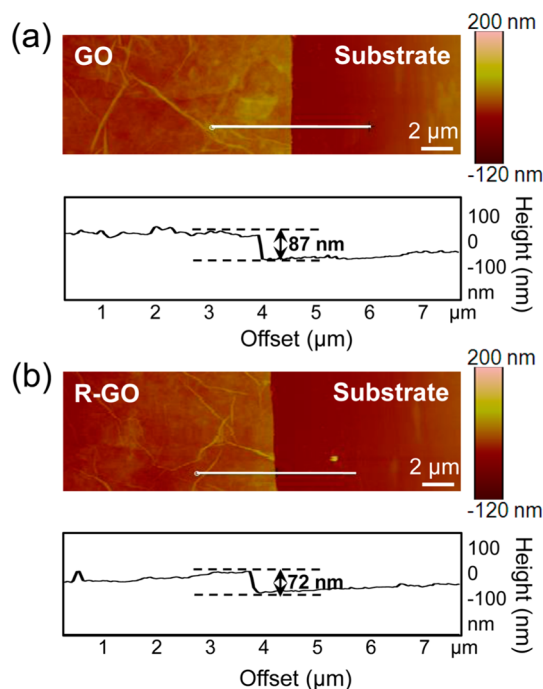 (a)
GO Substrate
2 µm
200 nm
-120 nm
87 nm
100
0
-100
nm
Height (nm)
1 2 3 4 5 6 7 µm
Offset (µm)
(b)
R-GO Substrate
2 µm
200 nm
-120 nm
72 nm
100
0
-100
nm
Height (nm)
1 2 3 4 5 6 7 µm
Offset (µm)